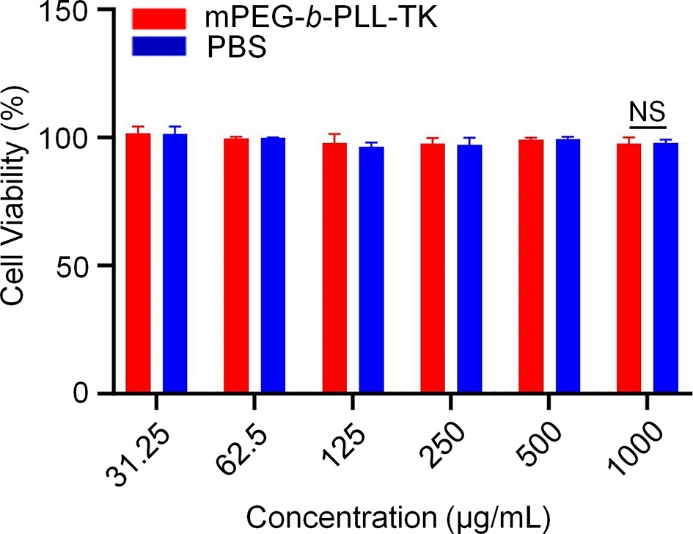 mPEG-b-PLL-TK
PBS
NS
Cell Viability (%)
150
100
50
0
31.25
62.5
125
250
500
1000
Concentration (µg/mL)